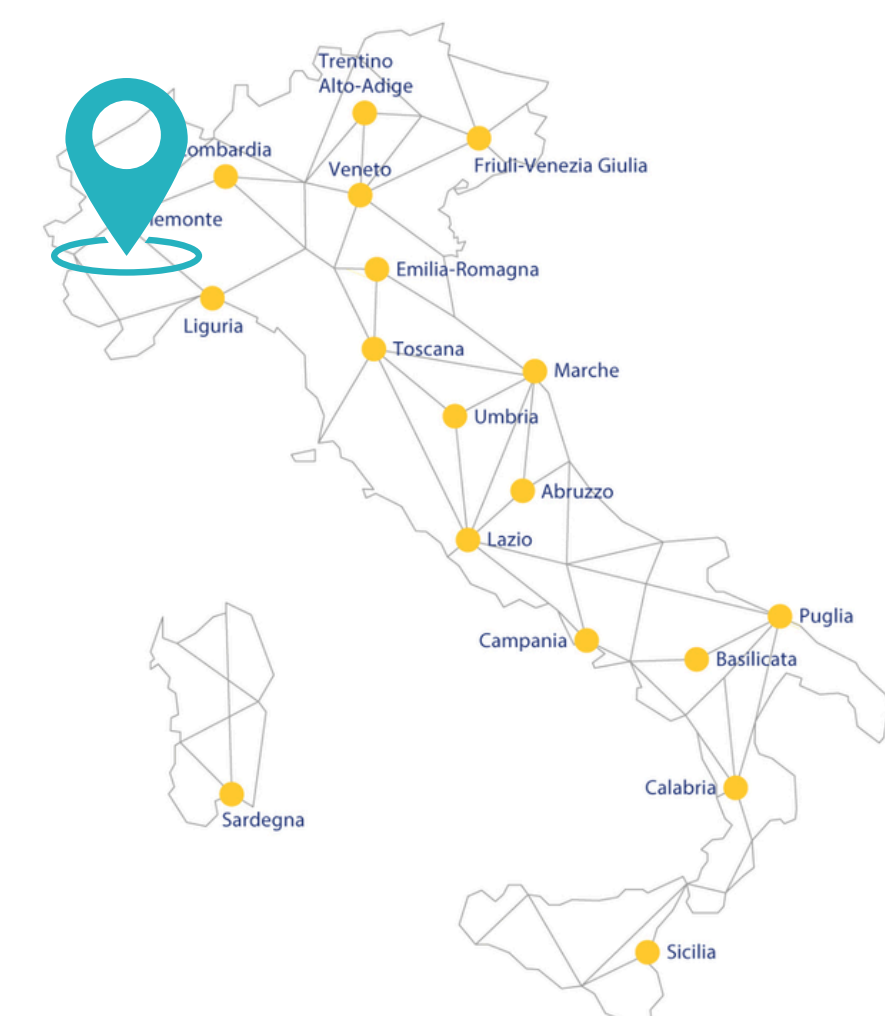 Trentino
Alto-Adige
ombardia
Veneto
Friuli-Venezia Giulia
iemonte
Emilia-Romagna
Liguria
Toscana
Marche
Umbria
Abruzzo
Lazio
Puglia
Campania
Basilicata
Calabria
Sardegna
Sicilia